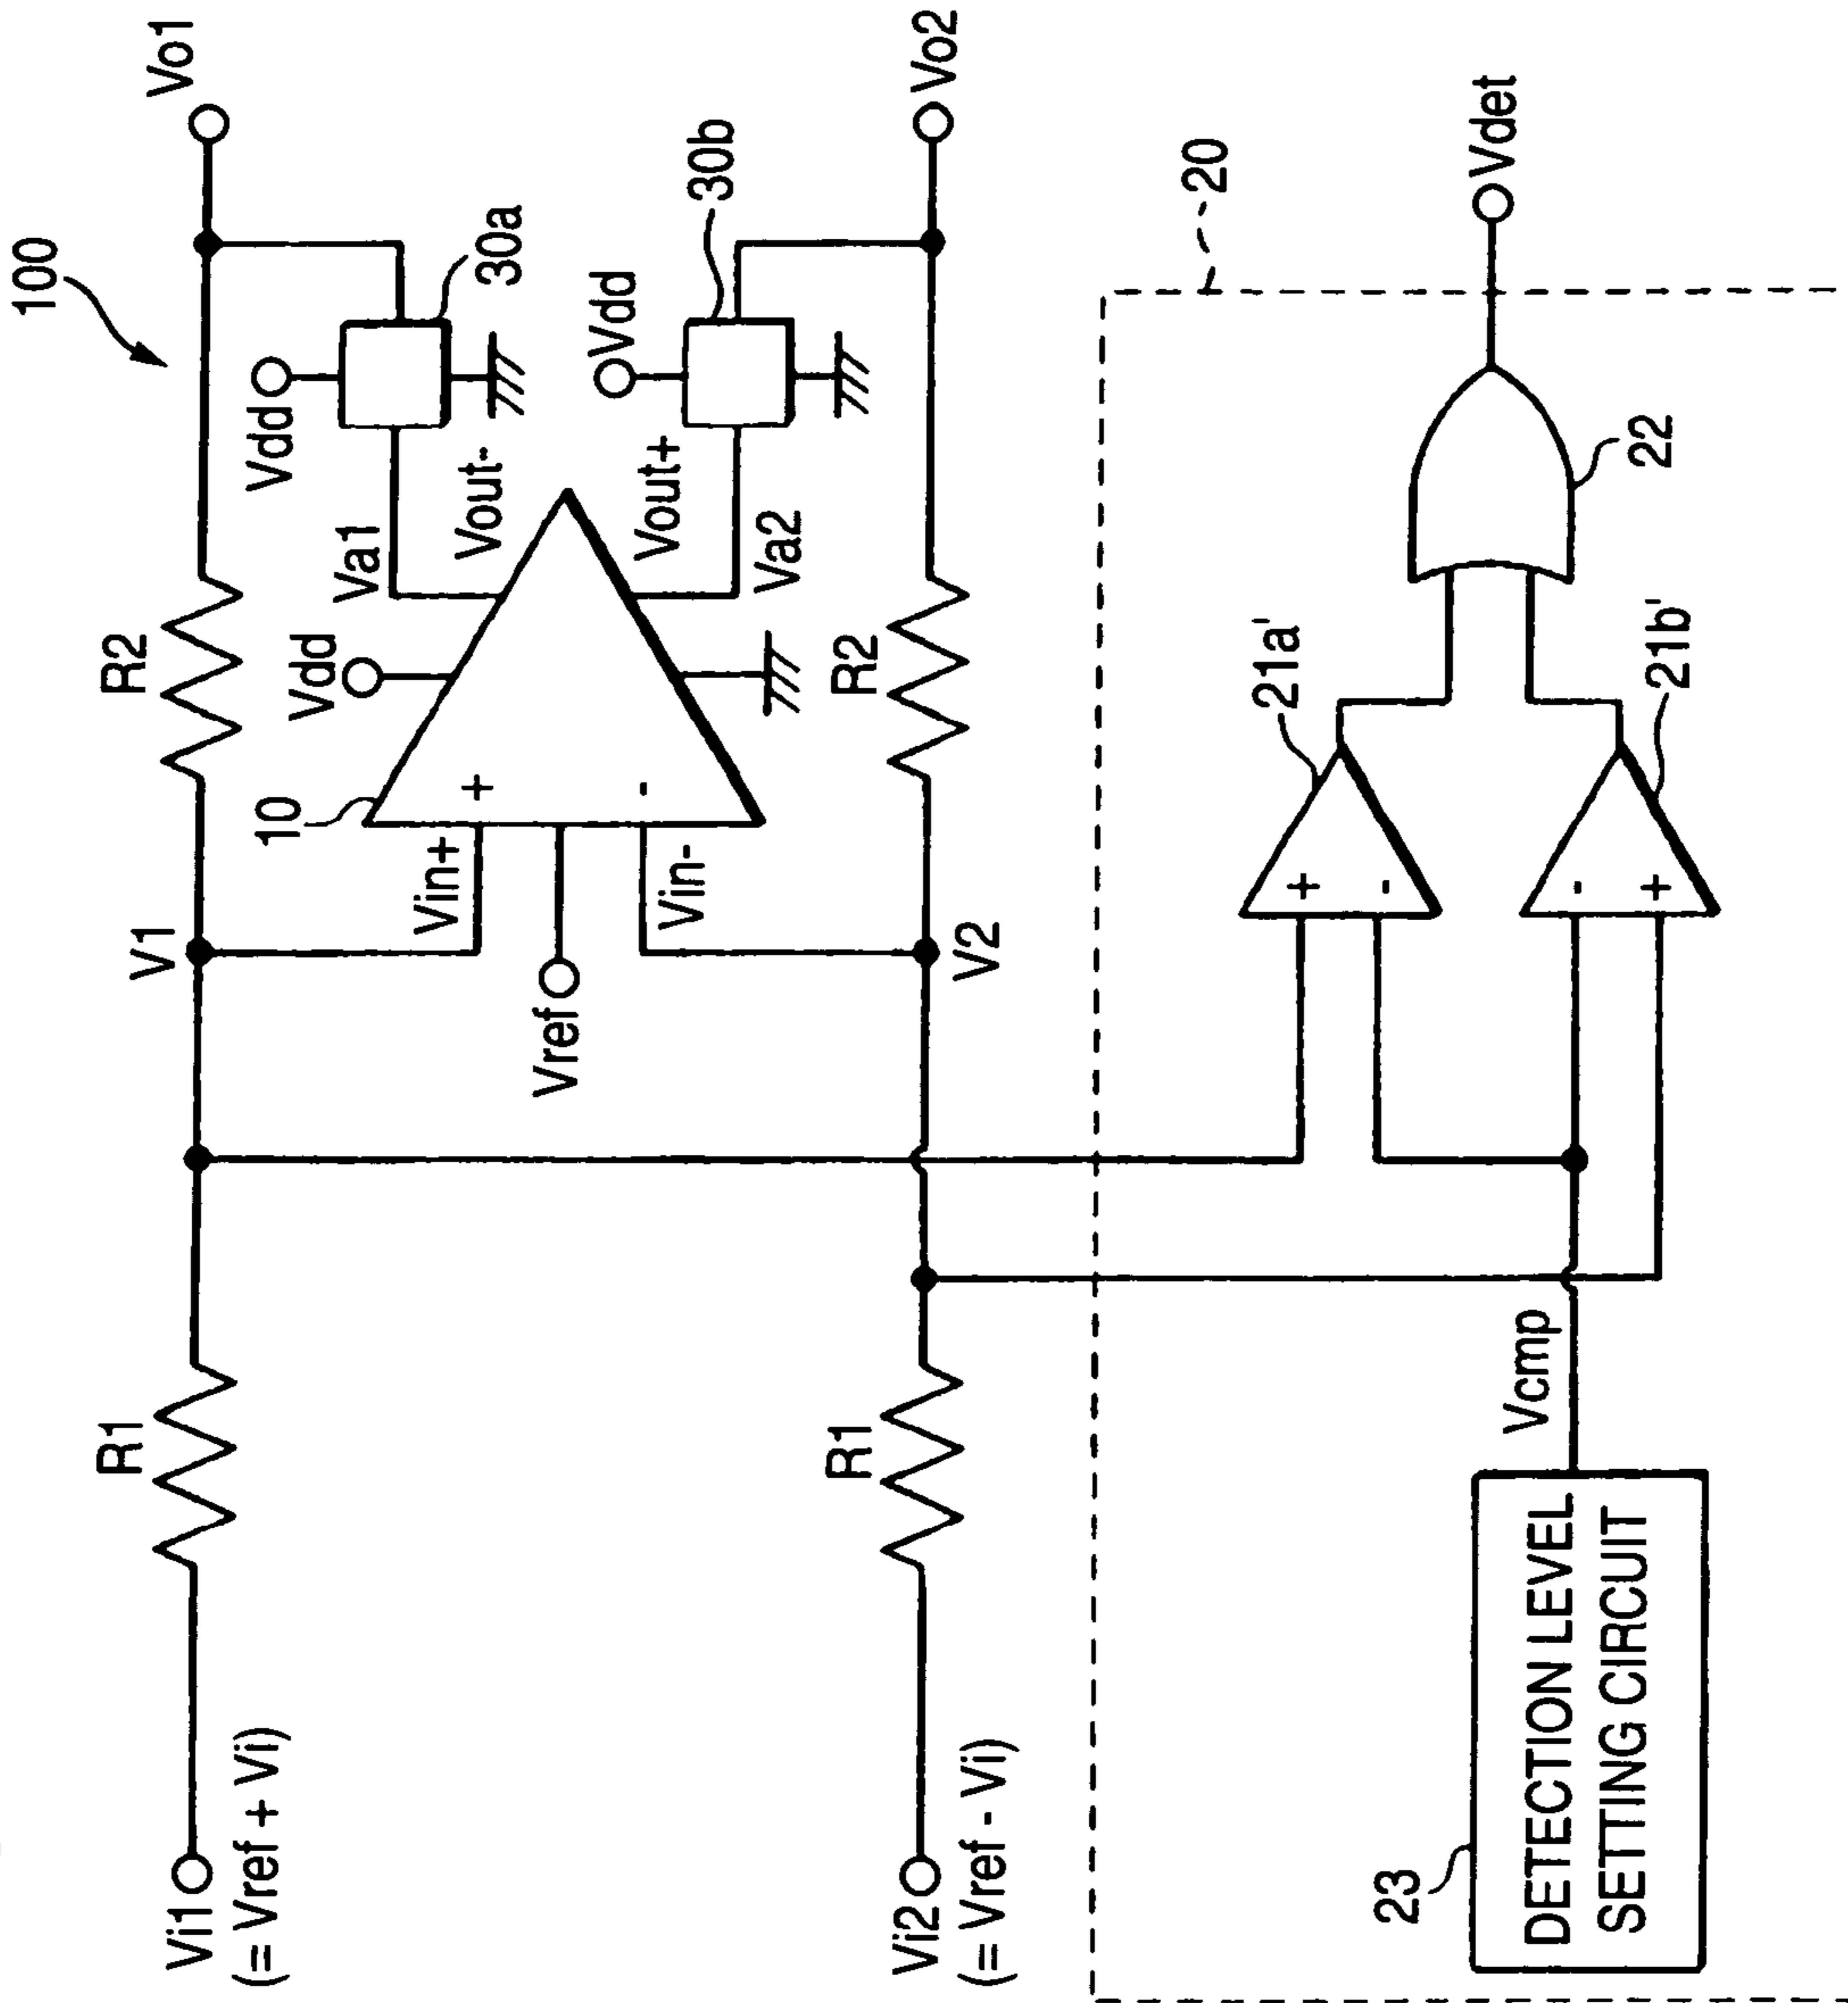 100
Vi1
(= Vref + Vi)
R1
V1
R2
Vo1
10
Vdd
Va1
Vdd
30a
Vin+
+
Vout-
Vref
Vin-
-
Vout+
Vdd
30b
Va2
Vi2
(= Vref - Vi)
R1
V2
R2
Vo2
20
21a'
+
-
22
Vdet
Vcmp
-
+
21b'
23
DETECTION LEVEL
SETTING CIRCUIT